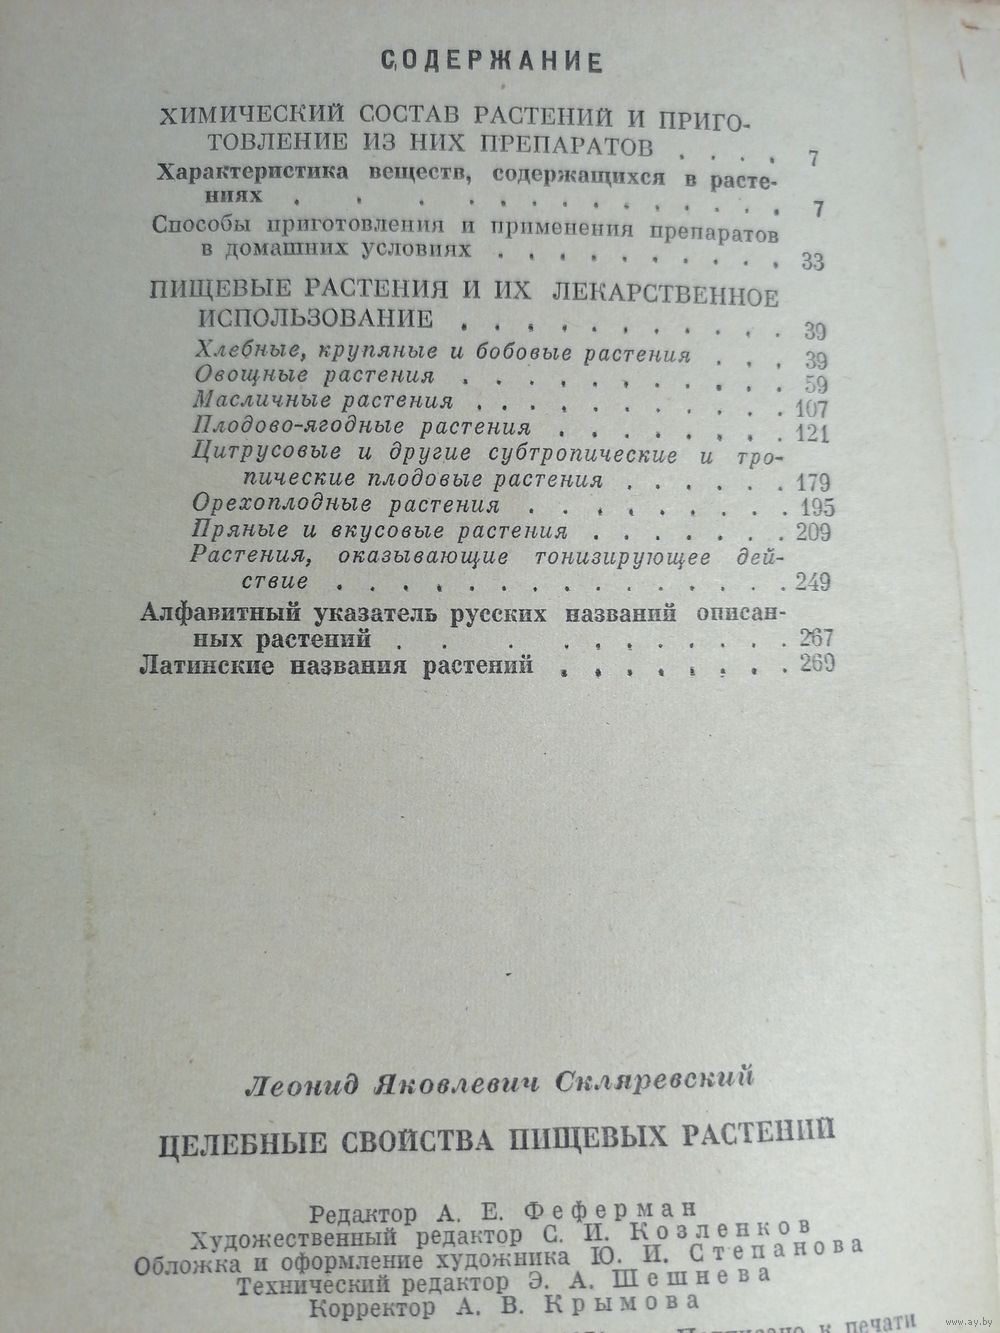 СОДЕРЖАНИЕ
ХИМИЧЕСКИЙ СОСТАВ РАСТЕНИЙ И ПРИГО-
ТОВЛЕНИЕ ИЗ НИХ ПРЕПАРАТОВ . . . . 7
Характеристика веществ, содержащихся в расте-
ниях . . . . . . . . . . . . . 7
Способы приготовления и применения препаратов
в домашних условиях . . . . . . . . . . 33
ПИЩЕВЫЕ РАСТЕНИЯ И ИХ ЛЕКАРСТВЕННОЕ
ИСПОЛЬЗОВАНИЕ . . . . . . . . . . 39
Хлебные, крупяные и бобовые растения . . . 39
Овощные растения . . . . . . . . . . 59
Масличные растения . . . . . . . . . . 107
Плодово-ягодные растения . . . . . . . 121
Цитрусовые и другие субтропические и тро-
пические плодовые растения . . . . . . 179
Орехоплодные растения . . . . . . . . 195
Пряные и вкусовые растения . . . . . . 209
Растения, оказывающие тонизирующее дей-
ствие . . . . . . . . . . . . . . 249
Алфавитный указатель русских названий описан-
ных растений . . . . . . . . . . 267
Латинские названия растений . . . . . . . . 269
Леонид Яковлевич Скляревский
ЦЕЛЕБНЫЕ СВОЙСТВА ПИЩЕВЫХ РАСТЕНИЙ
Редактор А. Е. Феферман
Художественный редактор С. И. Козленков
Обложка и оформление художника Ю. И. Степанова
Технический редактор Э. А. Шешнева
Корректор А. В. Крымова
Подписано к печати
www.ay.by